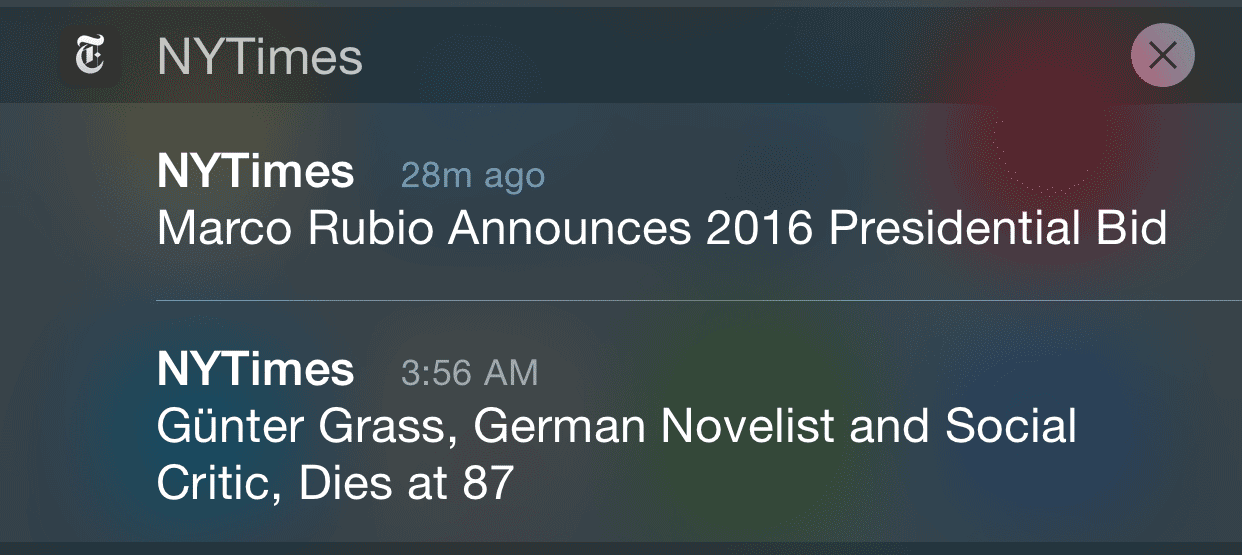 NYTimes
NYTimes 28m ago
Marco Rubio Announces 2016 Presidential Bid
NYTimes 3:56 AM
Günter Grass, German Novelist and Social
Critic, Dies at 87